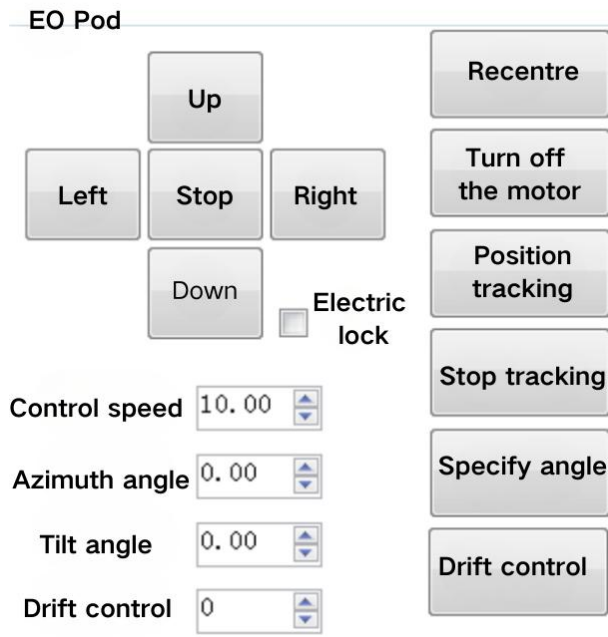 EO Pod
Up
Left
Stop
Right
Down
Electric
lock
Control speed
10.00
Azimuth angle
0.00
Tilt angle
0.00
Drift control
0
Recentre
Turn off
the motor
Position
tracking
Stop tracking
Specify angle
Drift control